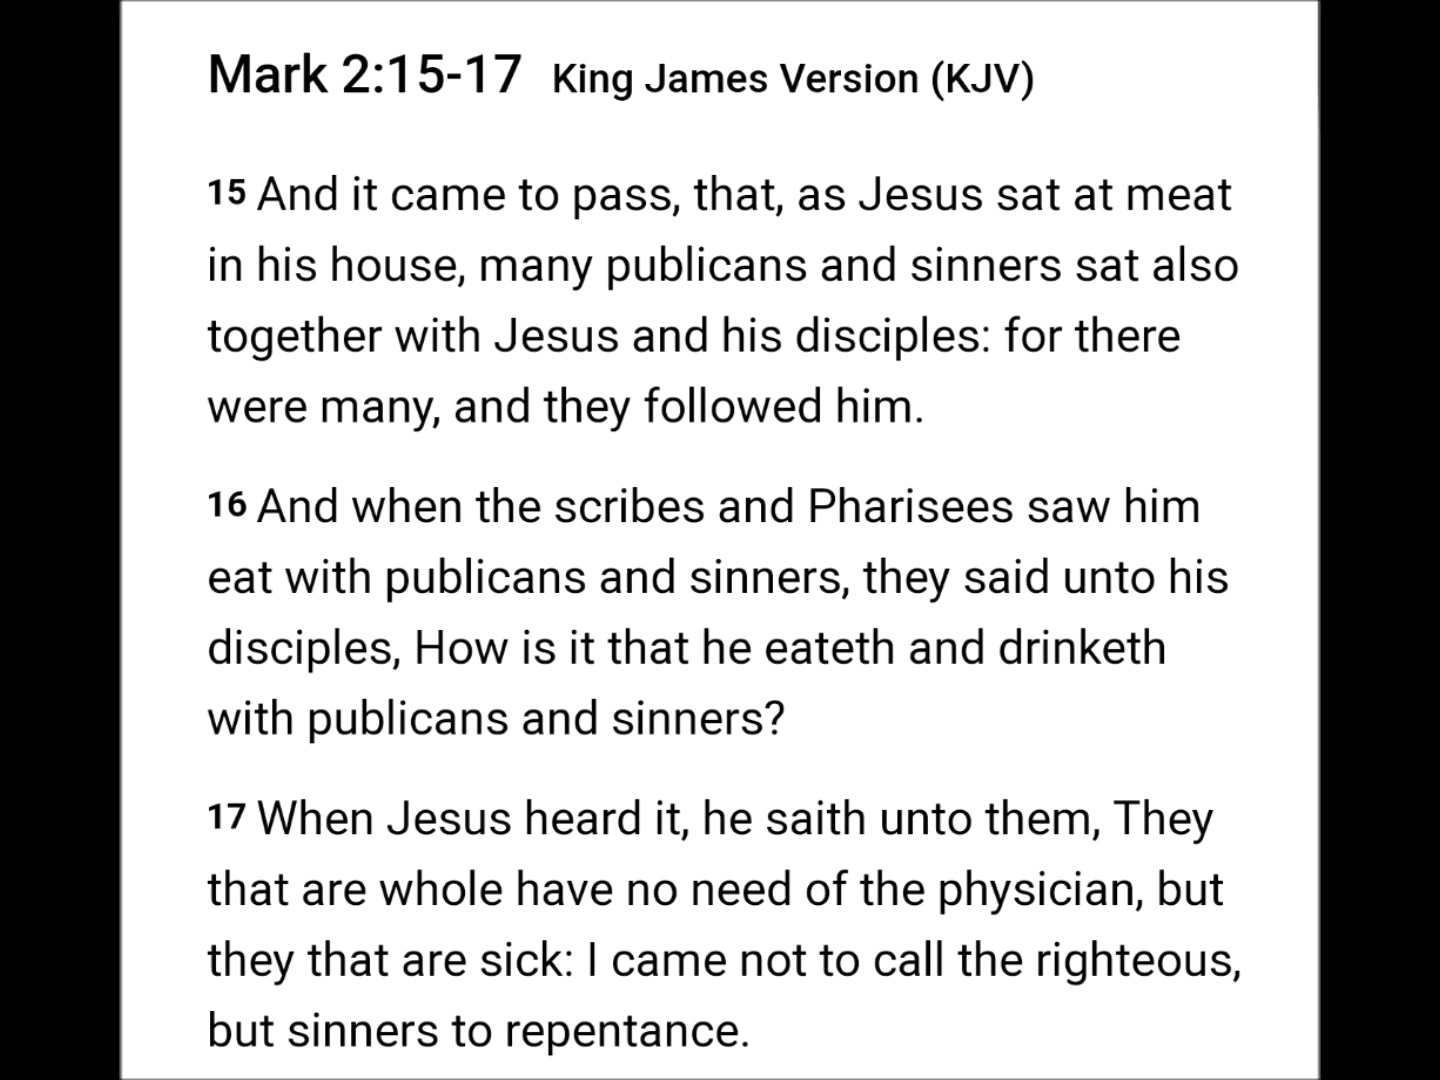 Mark 2:15-17 King James Version (KJV)
15 And it came to pass, that, as Jesus sat at meat
in his house, many publicans and sinners sat also
together with Jesus and his disciples: for there
were many, and they followed him.
16 And when the scribes and Pharisees saw him
eat with publicans and sinners, they said unto his
disciples, How is it that he eateth and drinketh
with publicans and sinners?
17 When Jesus heard it, he saith unto them, They
that are whole have no need of the physician, but
they that are sick: I came not to call the righteous,
but sinners to repentance.